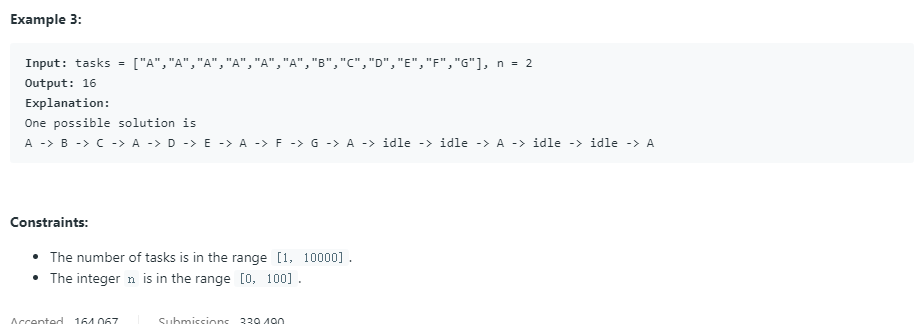 Example 3:
Input: tasks = ["A","A","A","A","A","A","B","C","D","E","F","G"], n = 2
Output: 16
Explanation:
One possible solution is
A -> B -> C -> A -> D -> E -> A -> F -> G -> A -> idle -> idle -> A -> idle -> idle -> A
Constraints:
• The number of tasks is in the range [1, 10000].
• The integer n is in the range [0, 100].
Accepted 164,067 | Submissions 339,490